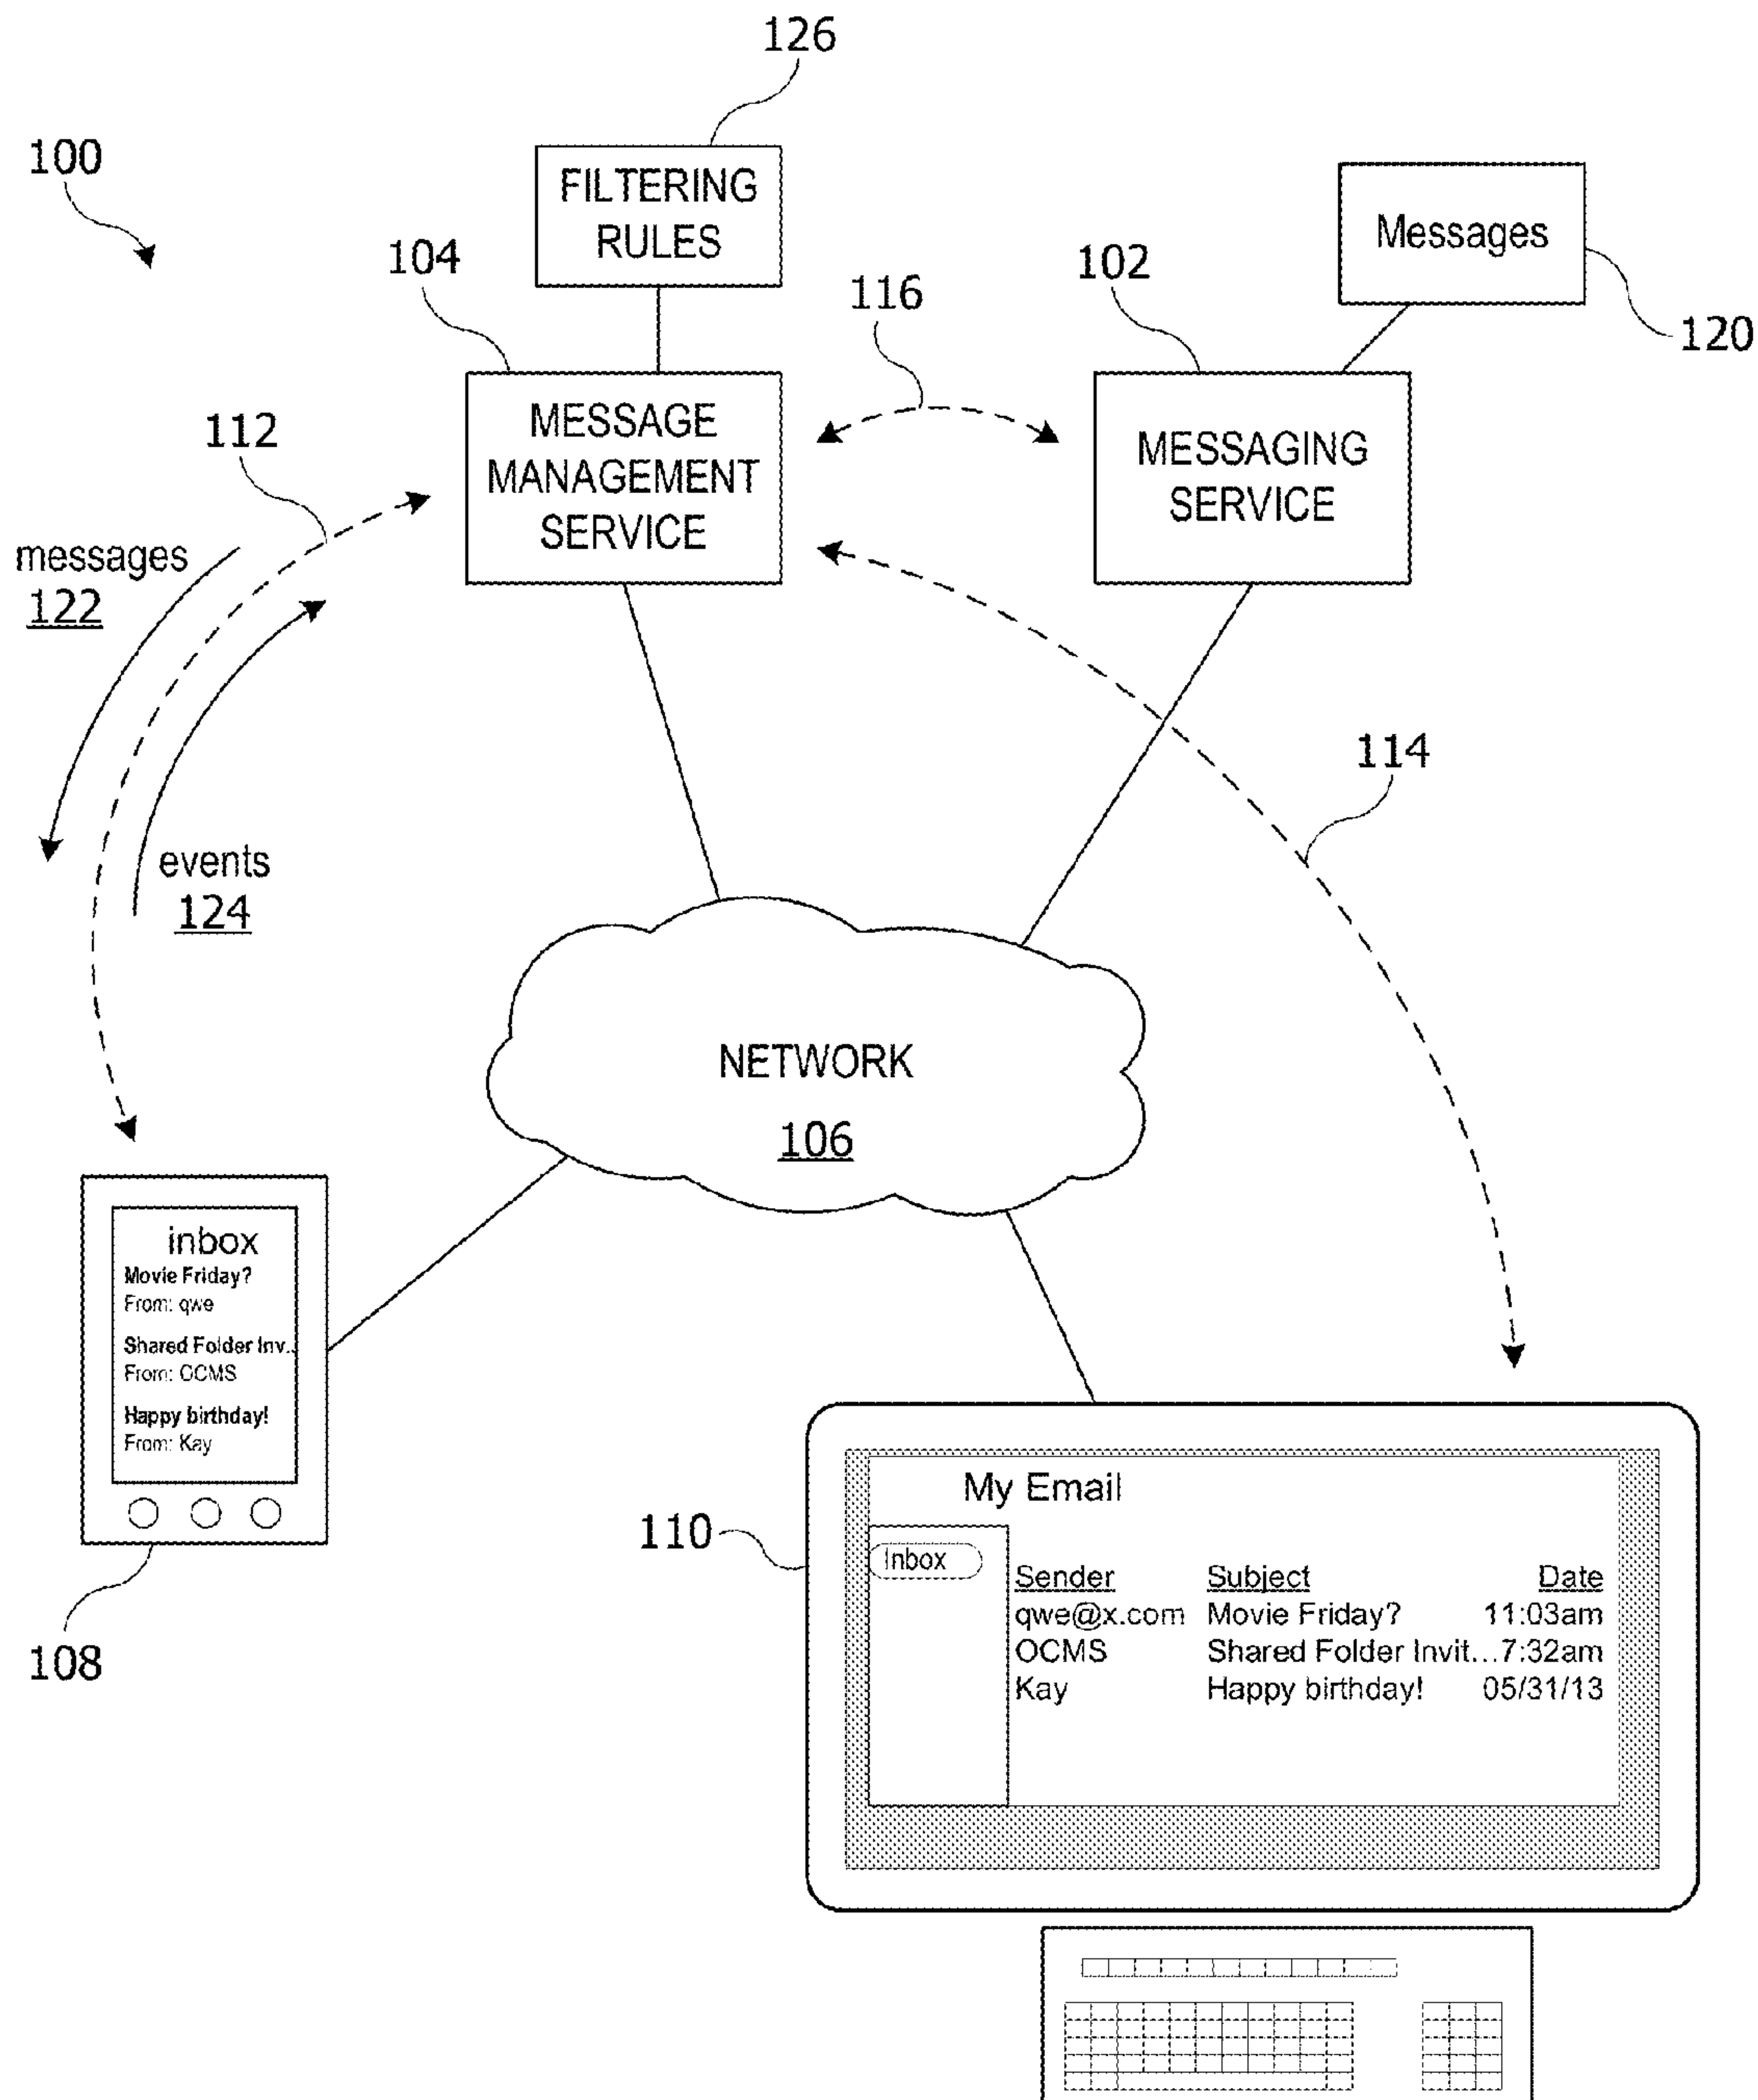 126
100
FILTERING
RULES
Messages
104
102
116
120
112
MESSAGE
MANAGEMENT
SERVICE
MESSAGING
SERVICE
messages
122
114
events
124
NETWORK
106
inbox
Movie Friday?
From: qwe
Shared Folder Inv..
From: OCMS
Happy birthday!
From: Kay
108
110
My Email
Inbox
Sender Subject Date
qwe@x.com Movie Friday? 11:03am
OCMS Shared Folder Invit...7:32am
Kay Happy birthday! 05/31/13